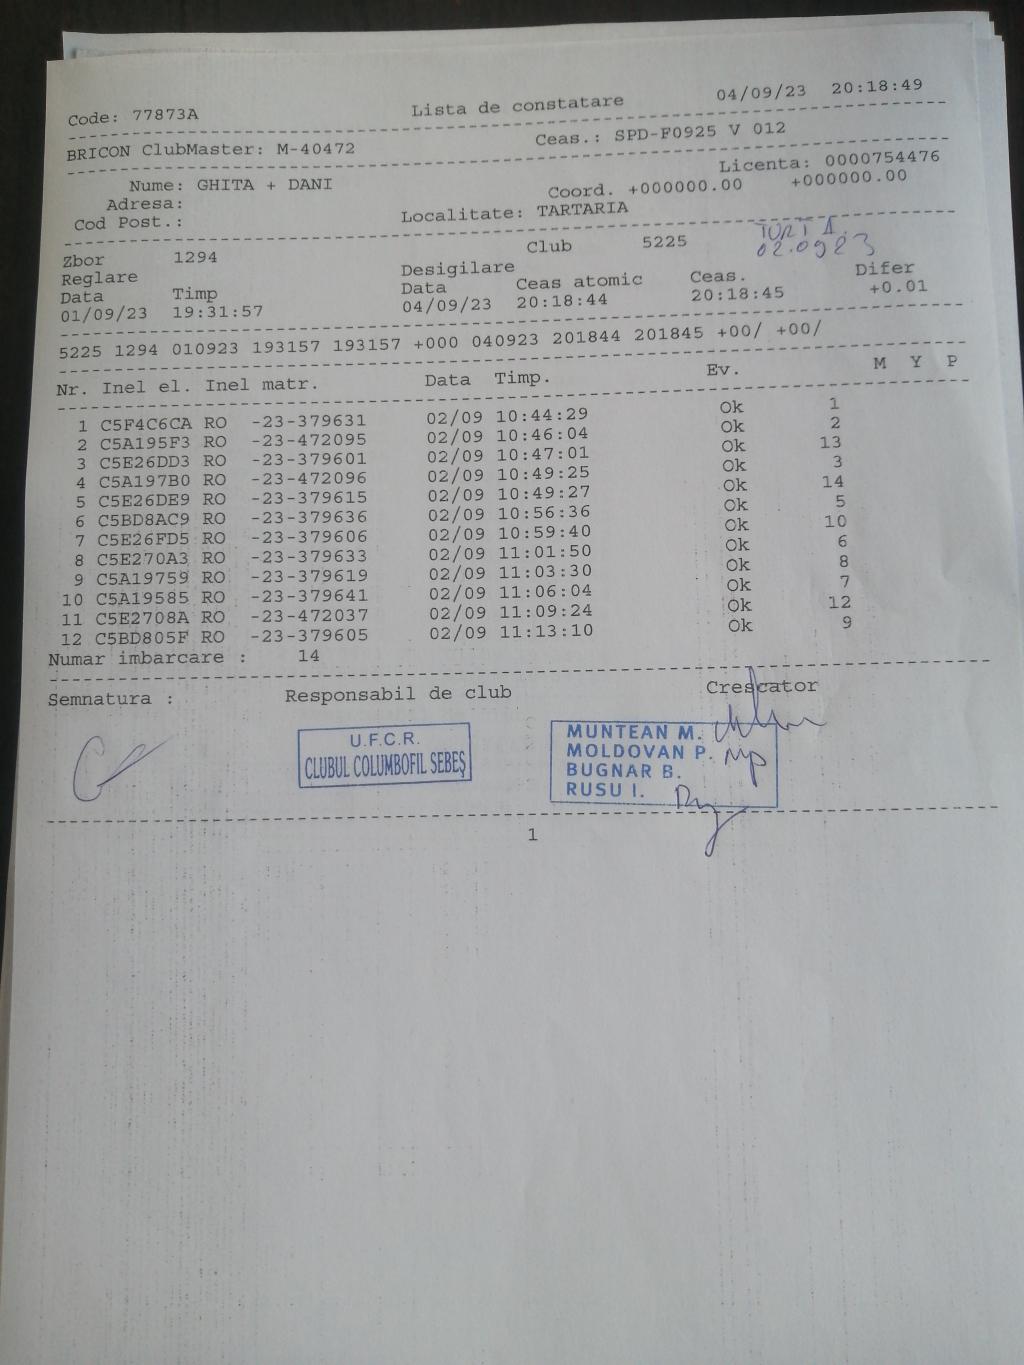 Code: 77873A Lista de constatare 04/09/23 20:18:49
BRICON ClubMaster: M-40472 Ceas.: SPD-F0925 V 012
Licenta: 0000754476
Nume: GHITA + DANI Coord. +000000.00 +000000.00
Adresa:
Cod Post.: Localitate: TARTARIA
TURT 1.
02.0923
Zbor 1294 Club 5225
Reglare Desigilare
Data Timp Data Ceas atomic Ceas. Difer
01/09/23 19:31:57 04/09/23 20:18:44 20:18:45 +0.01
5225 1294 010923 193157 193157 +000 040923 201844 201845 +00/ +00/
Nr. Inel el. Inel matr. Data Timp. Ev. M Y P
1 C5F4C6CA RO -23-379631 02/09 10:44:29 Ok 1
2 C5A195F3 RO -23-472095 02/09 10:46:04 Ok 2
3 C5E26DD3 RO -23-379601 02/09 10:47:01 Ok 13
4 C5A197B0 RO -23-472096 02/09 10:49:25 Ok 3
5 C5E26DE9 RO -23-379615 02/09 10:49:27 Ok 14
6 C5BD8AC9 RO -23-379636 02/09 10:56:36 Ok 5
7 C5E26FD5 RO -23-379606 02/09 10:59:40 Ok 10
8 C5E270A3 RO -23-379633 02/09 11:01:50 Ok 6
9 C5A19759 RO -23-379619 02/09 11:03:30 Ok 8
10 C5A19585 RO -23-379641 02/09 11:06:04 Ok 7
11 C5E2708A RO -23-472037 02/09 11:09:24 Ok 12
12 C5BD805F RO -23-379605 02/09 11:13:10 Ok 9
Numar imbarcare : 14
Semnatura : Responsabil de club Crescator
U.F.C.R.
CLUBUL COLUMBOFIL SEBEȘ
MUNTEAN M.
MOLDOVAN P.
BUGNAR B.
RUSU I.
1